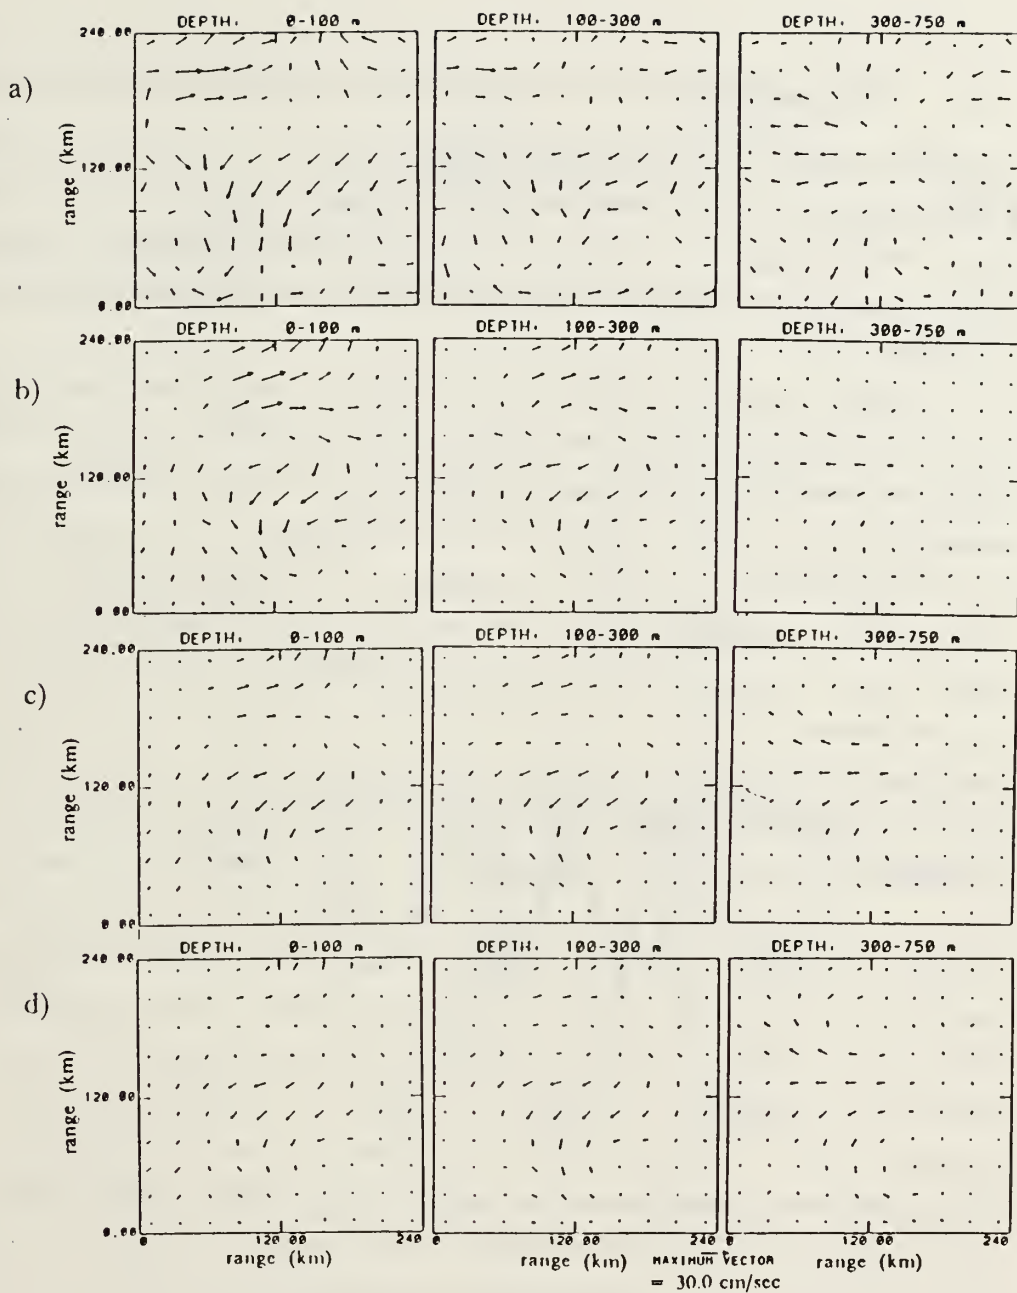 DEPTH: 0-100 m DEPTH: 100-300 m DEPTH: 300-750 m
a)
240.00
range (km)
120.00
0.00
DEPTH: 0-100 m DEPTH: 100-300 m DEPTH: 300-750 m
b)
240.00
range (km)
120.00
0.00
DEPTH: 0-100 m DEPTH: 100-300 m DEPTH: 300-750 m
c)
240.00
range (km)
120.00
0.00
DEPTH: 0-100 m DEPTH: 100-300 m DEPTH: 300-750 m
d)
240.00
range (km)
120.00
0.00
0 120.00 240 0 120.00 240 0 120.00 240
range (km) range (km) MAXIMUM VECTOR range (km)
= 30.0 cm/sec